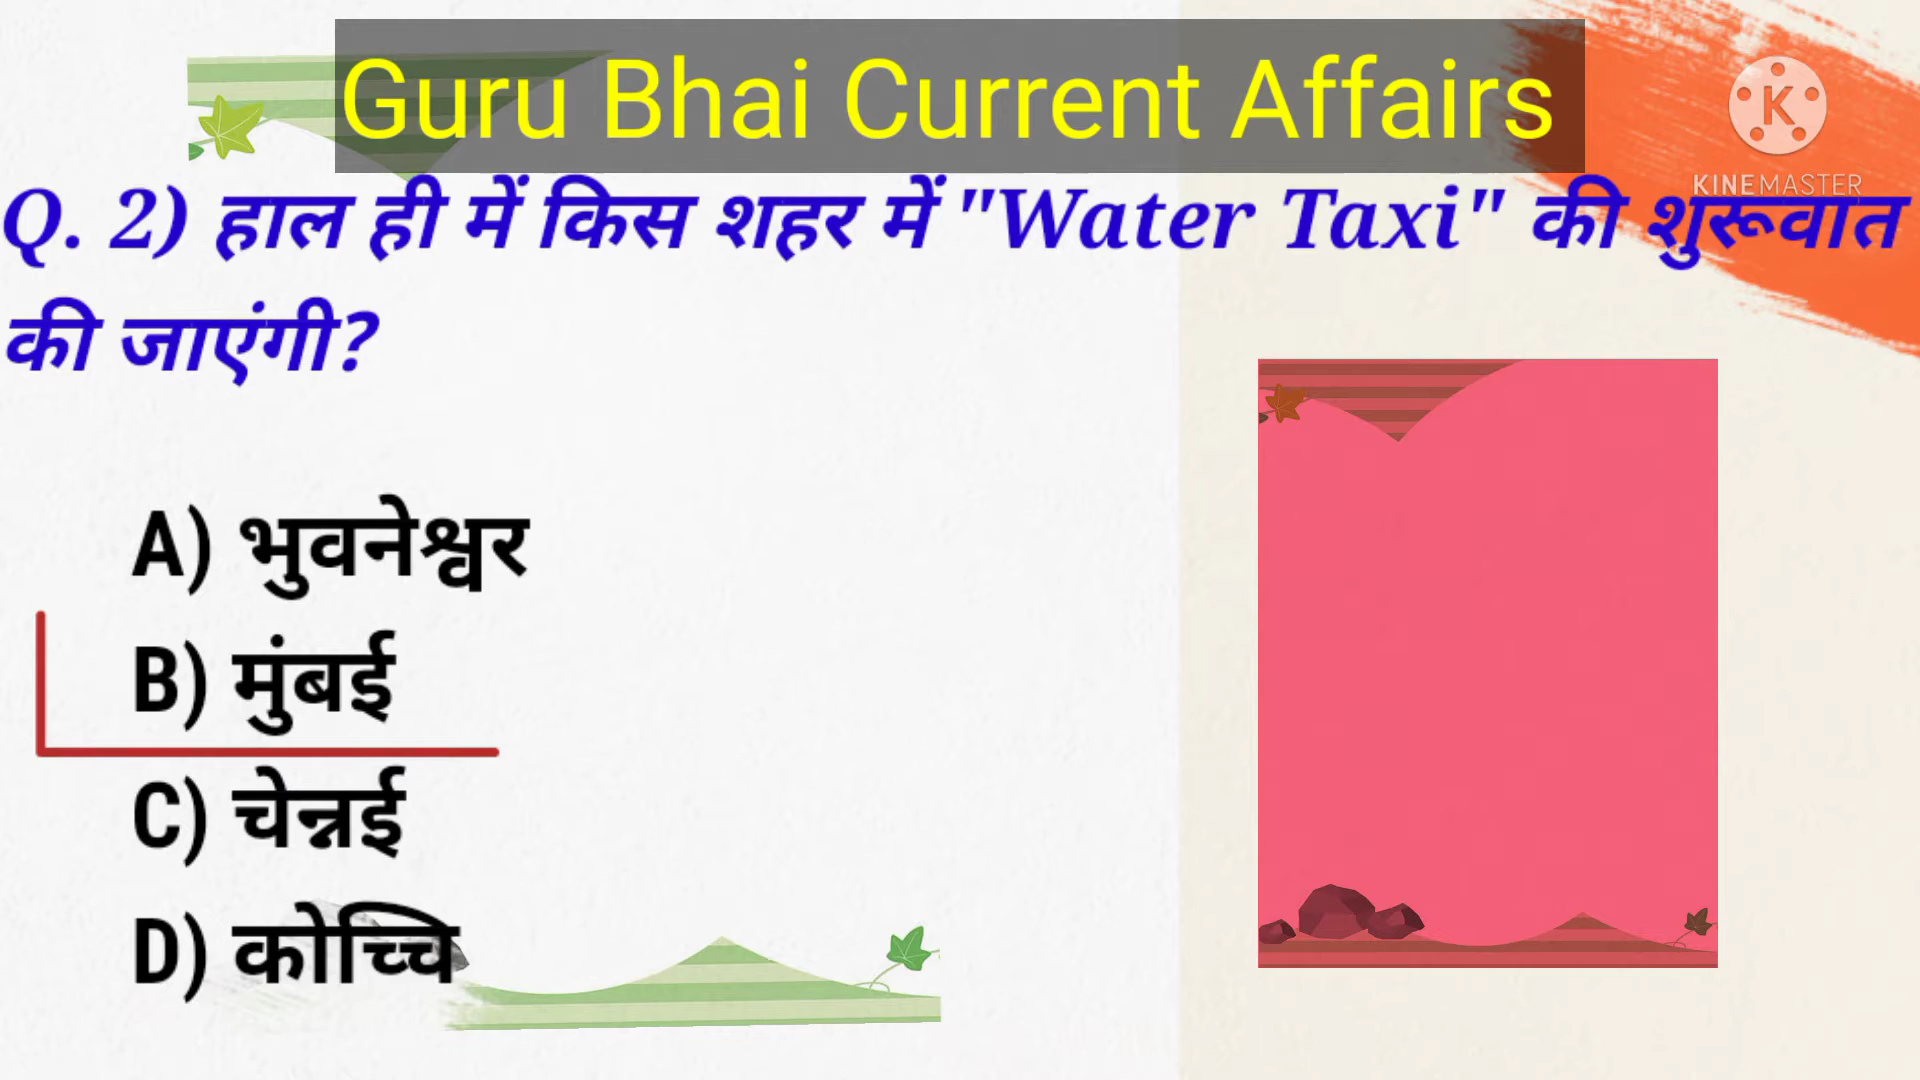 Guru Bhai Current Affairs
KINEMASTER
Q. 2) हाल ही में किस शहर में "Water Taxi" की शुरूवात
की जाएंगी?
A) भुवनेश्वर
B) मुंबई
C) चेन्नई
D) कोच्चि